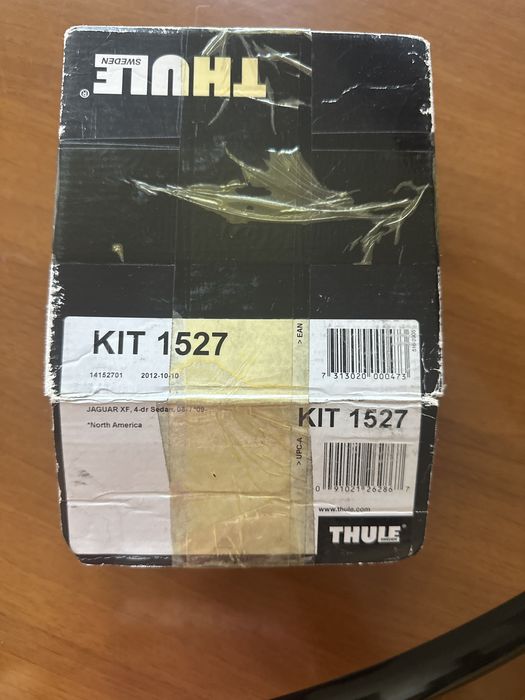 THULE
SWEDEN
®
KIT 1527
> EAN
14152701 2012-10-10
7 313020 000473
JAGUAR XF, 4-dr Sedan,
*North America
KIT 1527
> UPC-A
0 91021 26286 7
www.thule.com
THULE®
SWEDEN